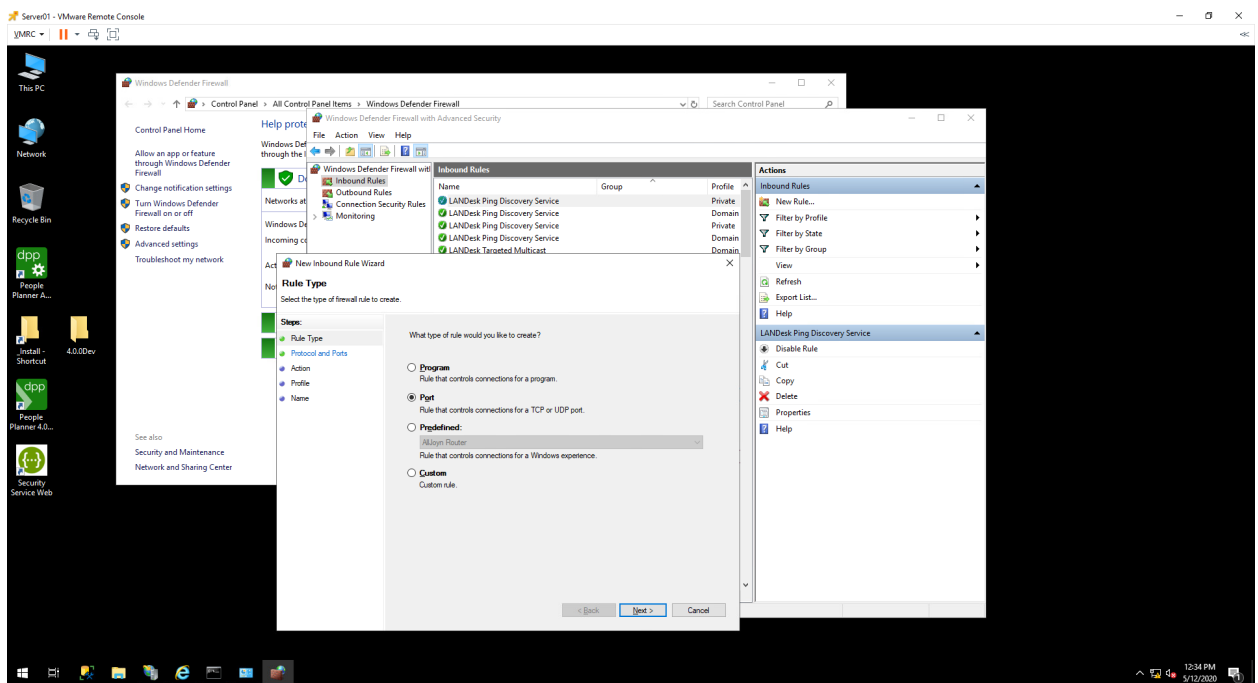 Server01 - VMware Remote Console
VMRC
This PC
Network
Recycle Bin
dpp
People
Planner A...
_Install -
Shortcut
4.0.0Dev
dpp
People
Planner 4.0...
Security
Service Web
Windows Defender Firewall
Control Panel > All Control Panel Items > Windows Defender Firewall
Search Control Panel
Control Panel Home
Allow an app or feature
through Windows Defender
Firewall
Change notification settings
Turn Windows Defender
Firewall on or off
Restore defaults
Advanced settings
Troubleshoot my network
See also
Security and Maintenance
Network and Sharing Center
Help prote
Windows Def
through the I
Networks at
Windows De
Incoming co
Act
Windows Defender Firewall with Advanced Security
File Action View Help
Windows Defender Firewall with
Inbound Rules
Outbound Rules
Connection Security Rules
Monitoring
Inbound Rules
Name Group Profile
LANDesk Ping Discovery Service Private
LANDesk Ping Discovery Service Domain
LANDesk Ping Discovery Service Private
LANDesk Ping Discovery Service Domain
LANDesk Targeted Multicast Domain
Actions
Inbound Rules
New Rule...
Filter by Profile
Filter by State
Filter by Group
View
Refresh
Export List...
Help
LANDesk Ping Discovery Service
Disable Rule
Cut
Copy
Delete
Properties
Help
New Inbound Rule Wizard
Rule Type
Select the type of firewall rule to create.
Steps:
Rule Type
Protocol and Ports
Action
Profile
Name
What type of rule would you like to create?
Program
Rule that controls connections for a program.
Port
Rule that controls connections for a TCP or UDP port.
Predefined:
AllJoyn Router
Rule that controls connections for a Windows experience.
Custom
Custom rule.
< Back Next > Cancel
12:34 PM
5/12/2020